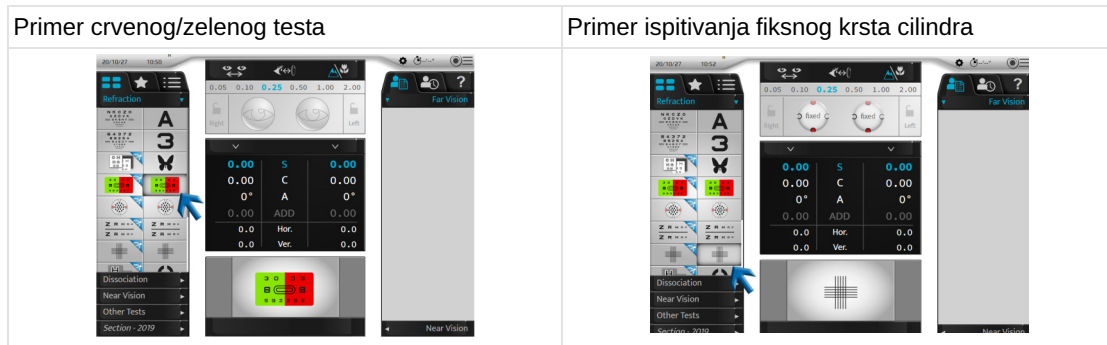 Primer crvenog/zelenog testa
20/10/27 10:50
Refraction
A
3
Dissociation
Near Vision
Other Tests
Section - 2019
0.05 0.10 0.25 0.50 1.00 2.00
Right Left
0.00 S 0.00
0.00 C 0.00
0° A 0°
0.00 ADD 0.00
0.0 Hor. 0.0
0.0 Ver. 0.0
?
Far Vision
Near Vision
Primer ispitivanja fiksnog krsta cilindra
20/10/27 10:52
Refraction
A
3
Dissociation
Near Vision
Other Tests
Section - 2019
0.05 0.10 0.25 0.50 1.00 2.00
Right fixed fixed Left
0.00 S 0.00
0.00 C 0.00
0° A 0°
0.00 ADD 0.00
0.0 Hor. 0.0
0.0 Ver. 0.0
?
Far Vision
Near Vision